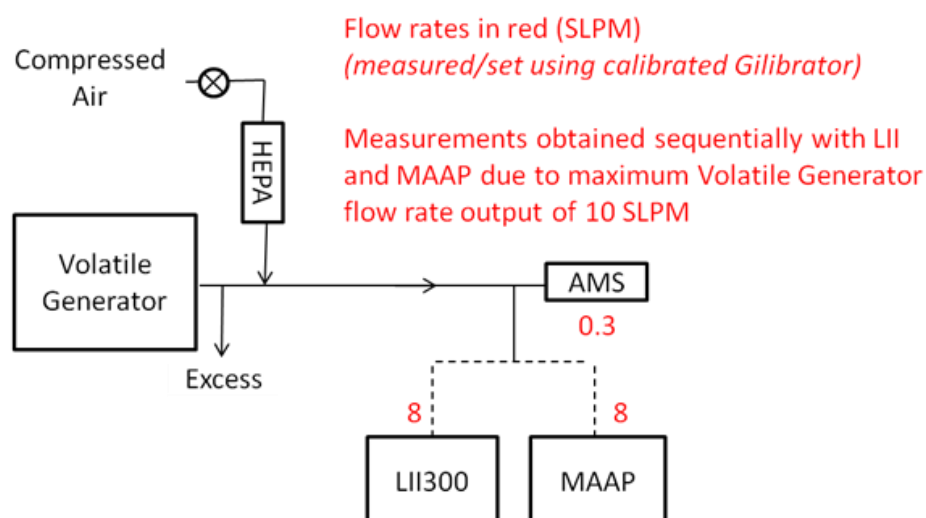 Flow rates in red (SLPM)
(measured/set using calibrated Gilibrator)
Compressed
Air
Measurements obtained sequentially with LII
and MAAP due to maximum Volatile Generator
flow rate output of 10 SLPM
HEPA
Volatile
Generator
AMS
0.3
Excess
8
8
LII300
MAAP